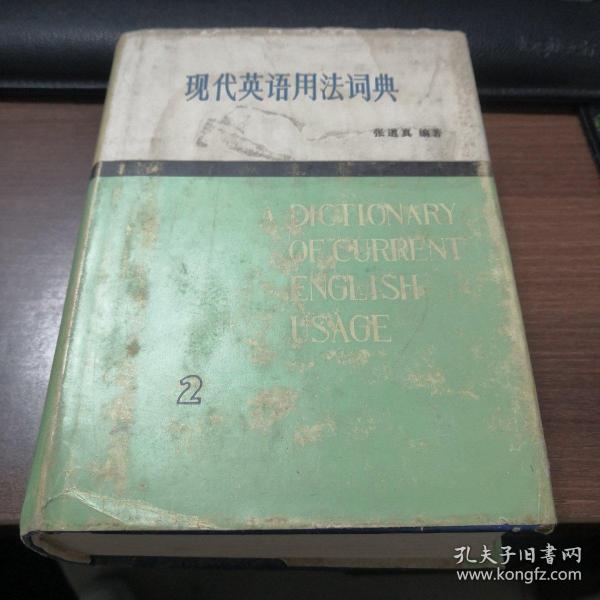 现代英语用法词典
张道真 编著
A DICTIONARY
OF CURRENT
ENGLISH
USAGE
2
孔夫子旧书网
www.kongfz.com